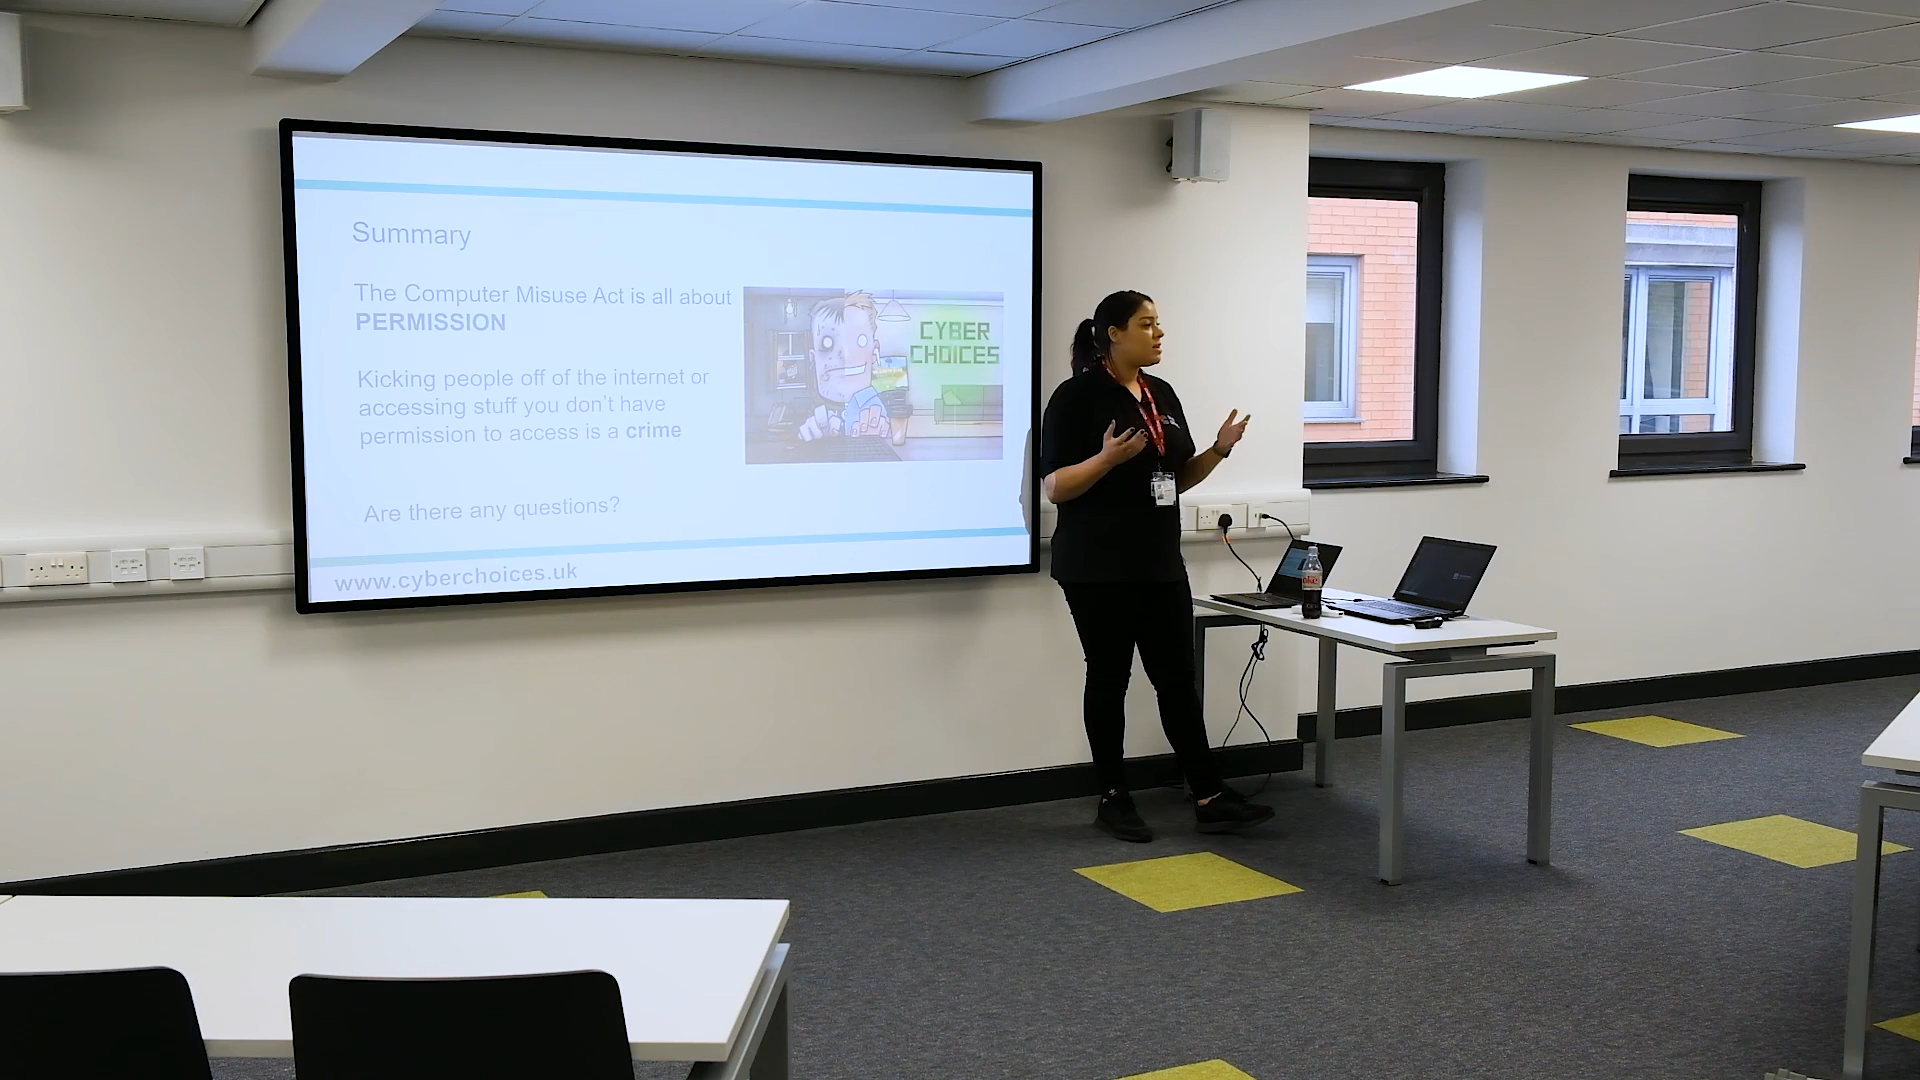 Summary
The Computer Misuse Act is all about
PERMISSION
CYBER
CHOICES
Kicking people off of the internet or
accessing stuff you don't have
permission to access is a crime
Are there any questions?
www.cyberchoices.uk